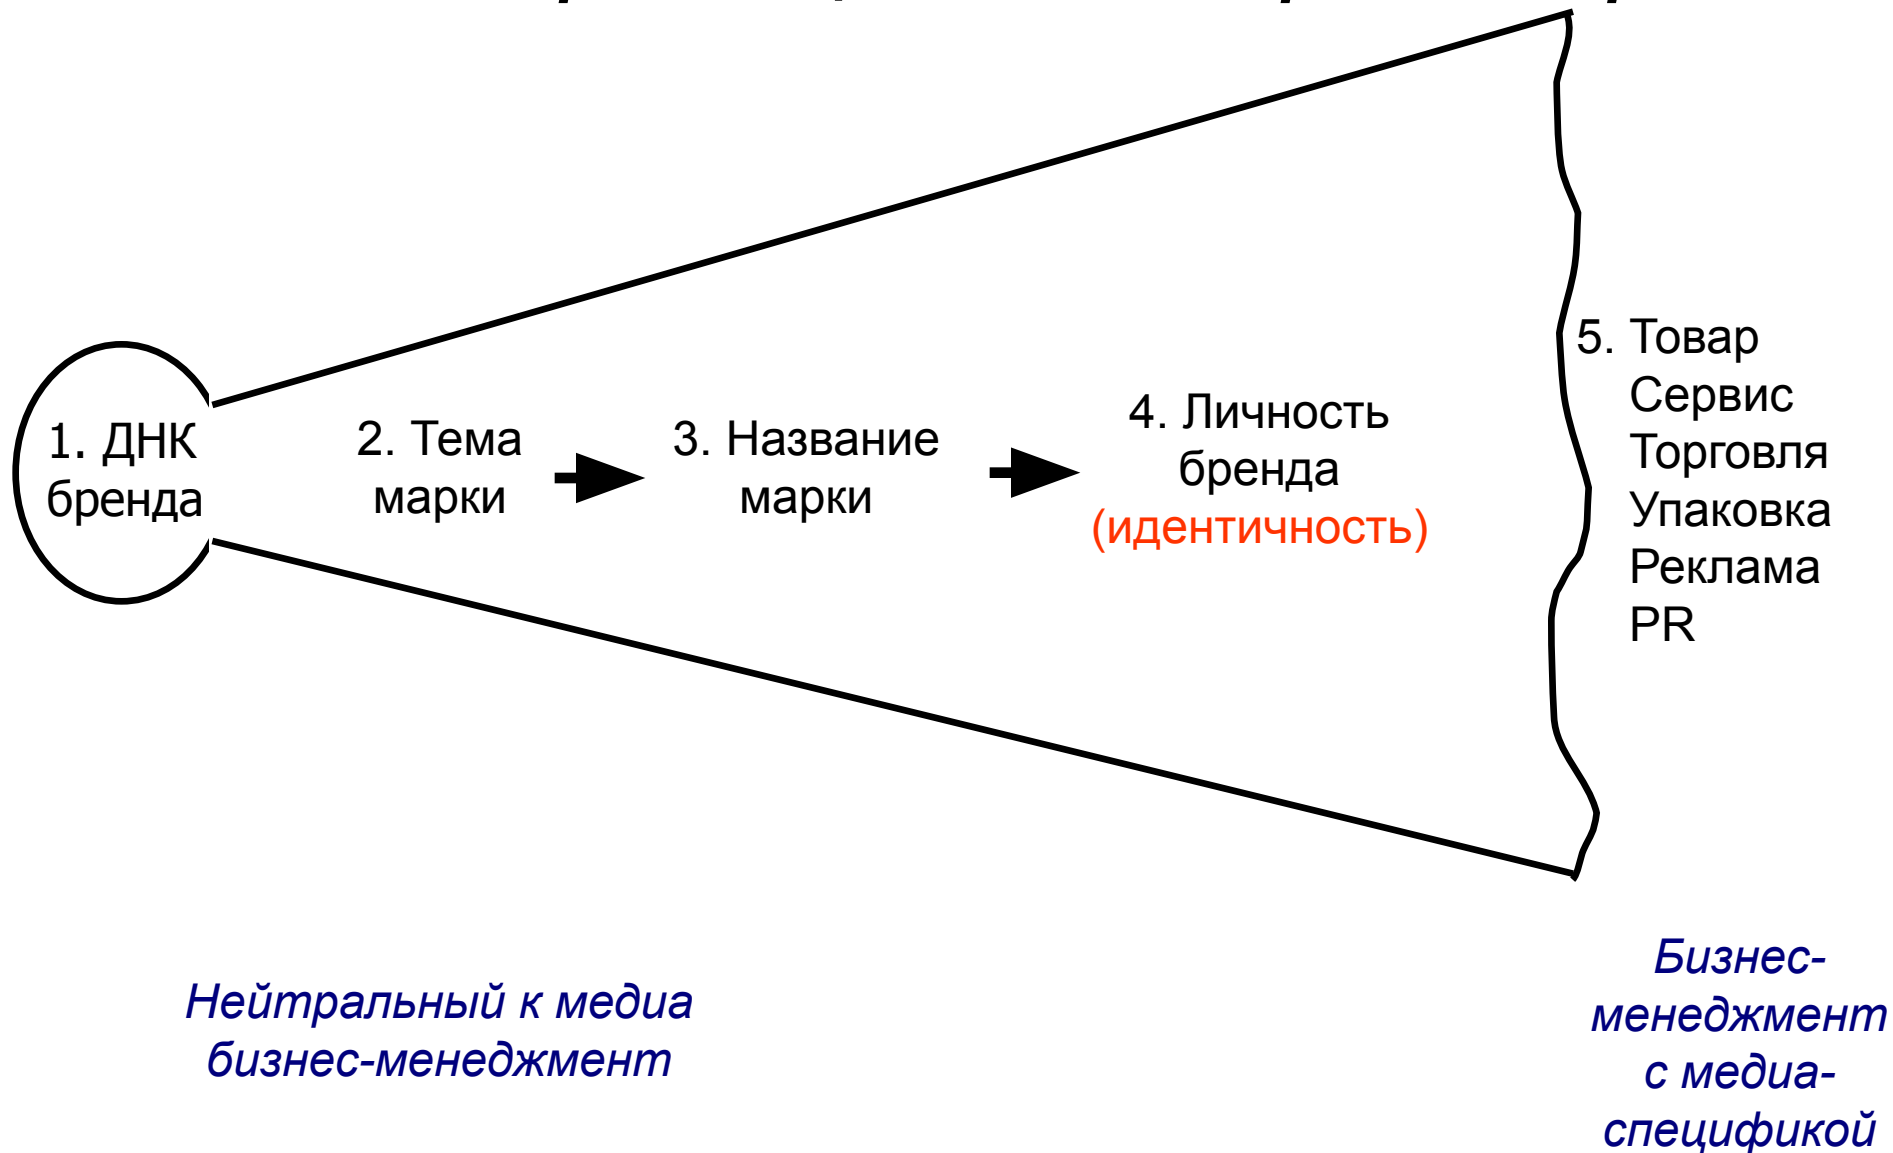 1. ДНК
бренда
2. Тема
марки
3. Название
марки
4. Личность
бренда
(идентичность)
5. Товар
Сервис
Торговля
Упаковка
Реклама
PR
Нейтральный к медиа
бизнес-менеджмент
Бизнес-
менеджмент
с медиа-
спецификой